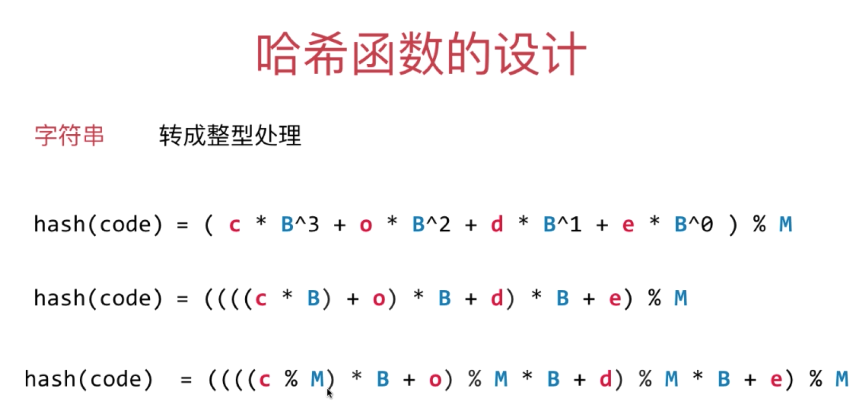 哈希函数的设计
字符串 转成整型处理
hash(code) = ( c * B^3 + o * B^2 + d * B^1 + e * B^0 ) % M
hash(code) = ((((c * B) + o) * B + d) * B + e) % M
hash(code) = ((((c % M) * B + o) % M * B + d) % M * B + e) % M